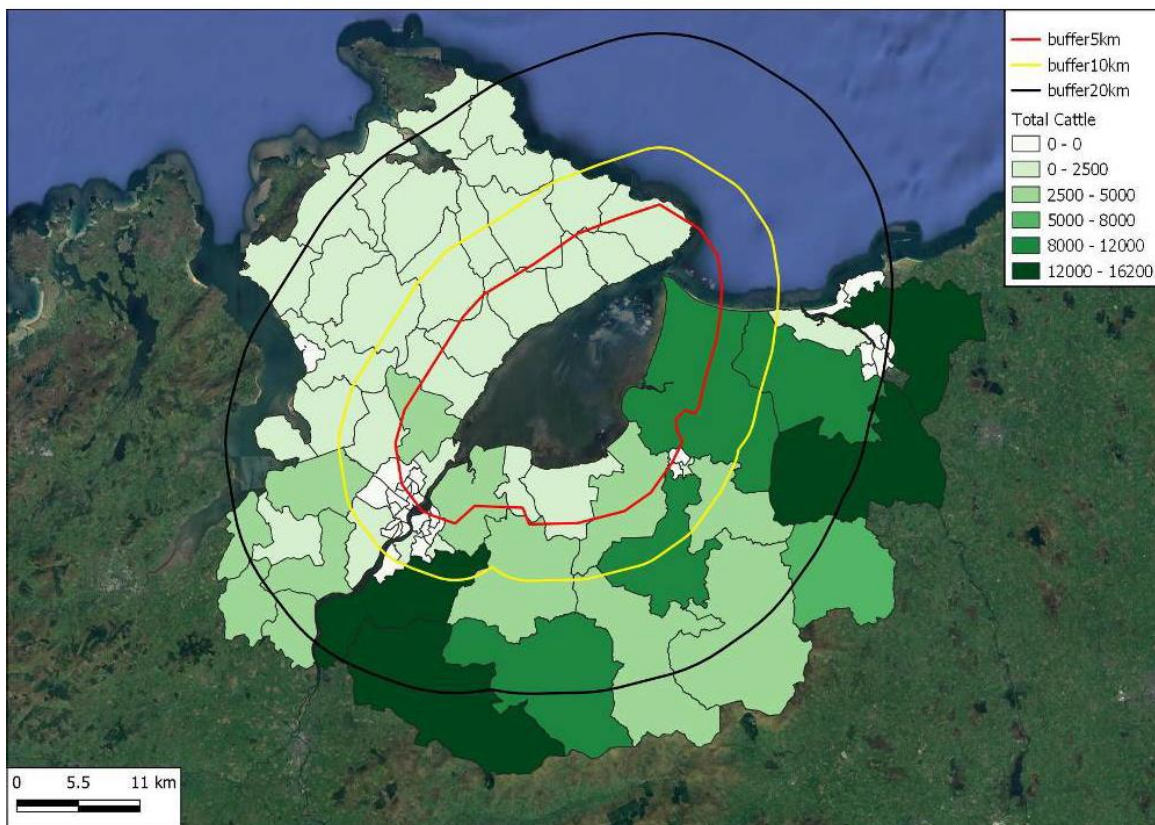 buffer5km
buffer10km
buffer20km
Total Cattle
0 - 0
0 - 2500
2500 - 5000
5000 - 8000
8000 - 12000
12000 - 16200
0 5.5 11 km